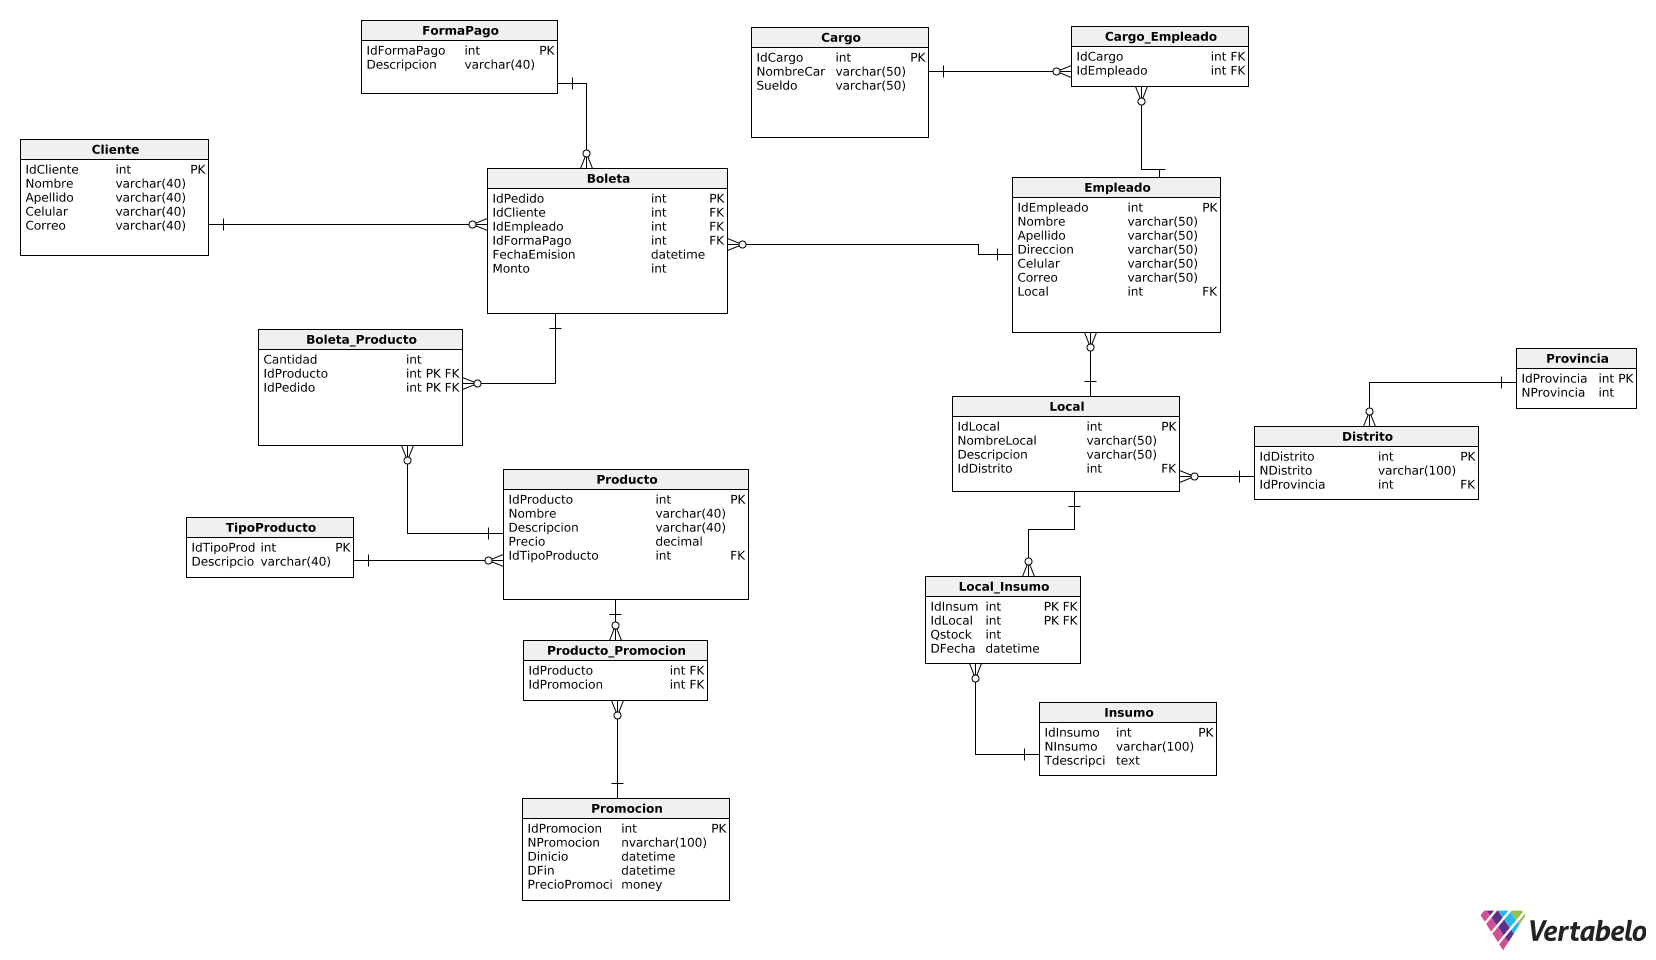 FormaPago
IdFormaPago int PK
Descripcion varchar(40)
Cargo
IdCargo int PK
NombreCar varchar(50)
Sueldo varchar(50)
Cargo_Empleado
IdCargo int FK
IdEmpleado int FK
Cliente
IdCliente int PK
Nombre varchar(40)
Apellido varchar(40)
Celular varchar(40)
Correo varchar(40)
Boleta
IdPedido int PK
IdCliente int FK
IdEmpleado int FK
IdFormaPago int FK
FechaEmision datetime
Monto int
Empleado
IdEmpleado int PK
Nombre varchar(50)
Apellido varchar(50)
Direccion varchar(50)
Celular varchar(50)
Correo varchar(50)
Local int FK
Boleta_Producto
Cantidad int
IdProducto int PK FK
IdPedido int PK FK
Provincia
IdProvincia int PK
NProvincia int
Local
IdLocal int PK
NombreLocal varchar(50)
Descripcion varchar(50)
IdDistrito int FK
Distrito
IdDistrito int PK
NDistrito varchar(100)
IdProvincia int FK
Producto
IdProducto int PK
Nombre varchar(40)
Descripcion varchar(40)
Precio decimal
IdTipoProducto int FK
TipoProducto
IdTipoProd int PK
Descripcio varchar(40)
Local_Insumo
IdInsum int PK FK
IdLocal int PK FK
Qstock int
DFecha datetime
Producto_Promocion
IdProducto int FK
IdPromocion int FK
Insumo
IdInsumo int PK
NInsumo varchar(100)
Tdescripci text
Promocion
IdPromocion int PK
NPromocion nvarchar(100)
Dinicio datetime
DFin datetime
PrecioPromoci money
Vertabelo